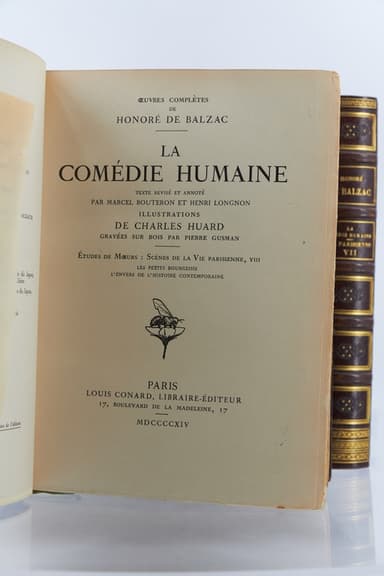 ŒUVRES COMPLÈTES
DE
HONORÉ DE BALZAC
LA
COMÉDIE HUMAINE
TEXTE REVISÉ ET ANNOTÉ
PAR MARCEL BOUTERON ET HENRI LONGNON
ILLUSTRATIONS
DE CHARLES HUARD
GRAVÉES SUR BOIS PAR PIERRE GUSMAN
ÉTUDES DE MŒURS : SCÈNES DE LA VIE PARISIENNE, VIII
LES PETITS BOURGEOIS
L'ENVERS DE L'HISTOIRE CONTEMPORAINE
PARIS
LOUIS CONARD, LIBRAIRE-ÉDITEUR
17, BOULEVARD DE LA MADELEINE, 17
MDCCCCXIV
HONORÉ
BALZAC
LA
PARISIENNE
VII